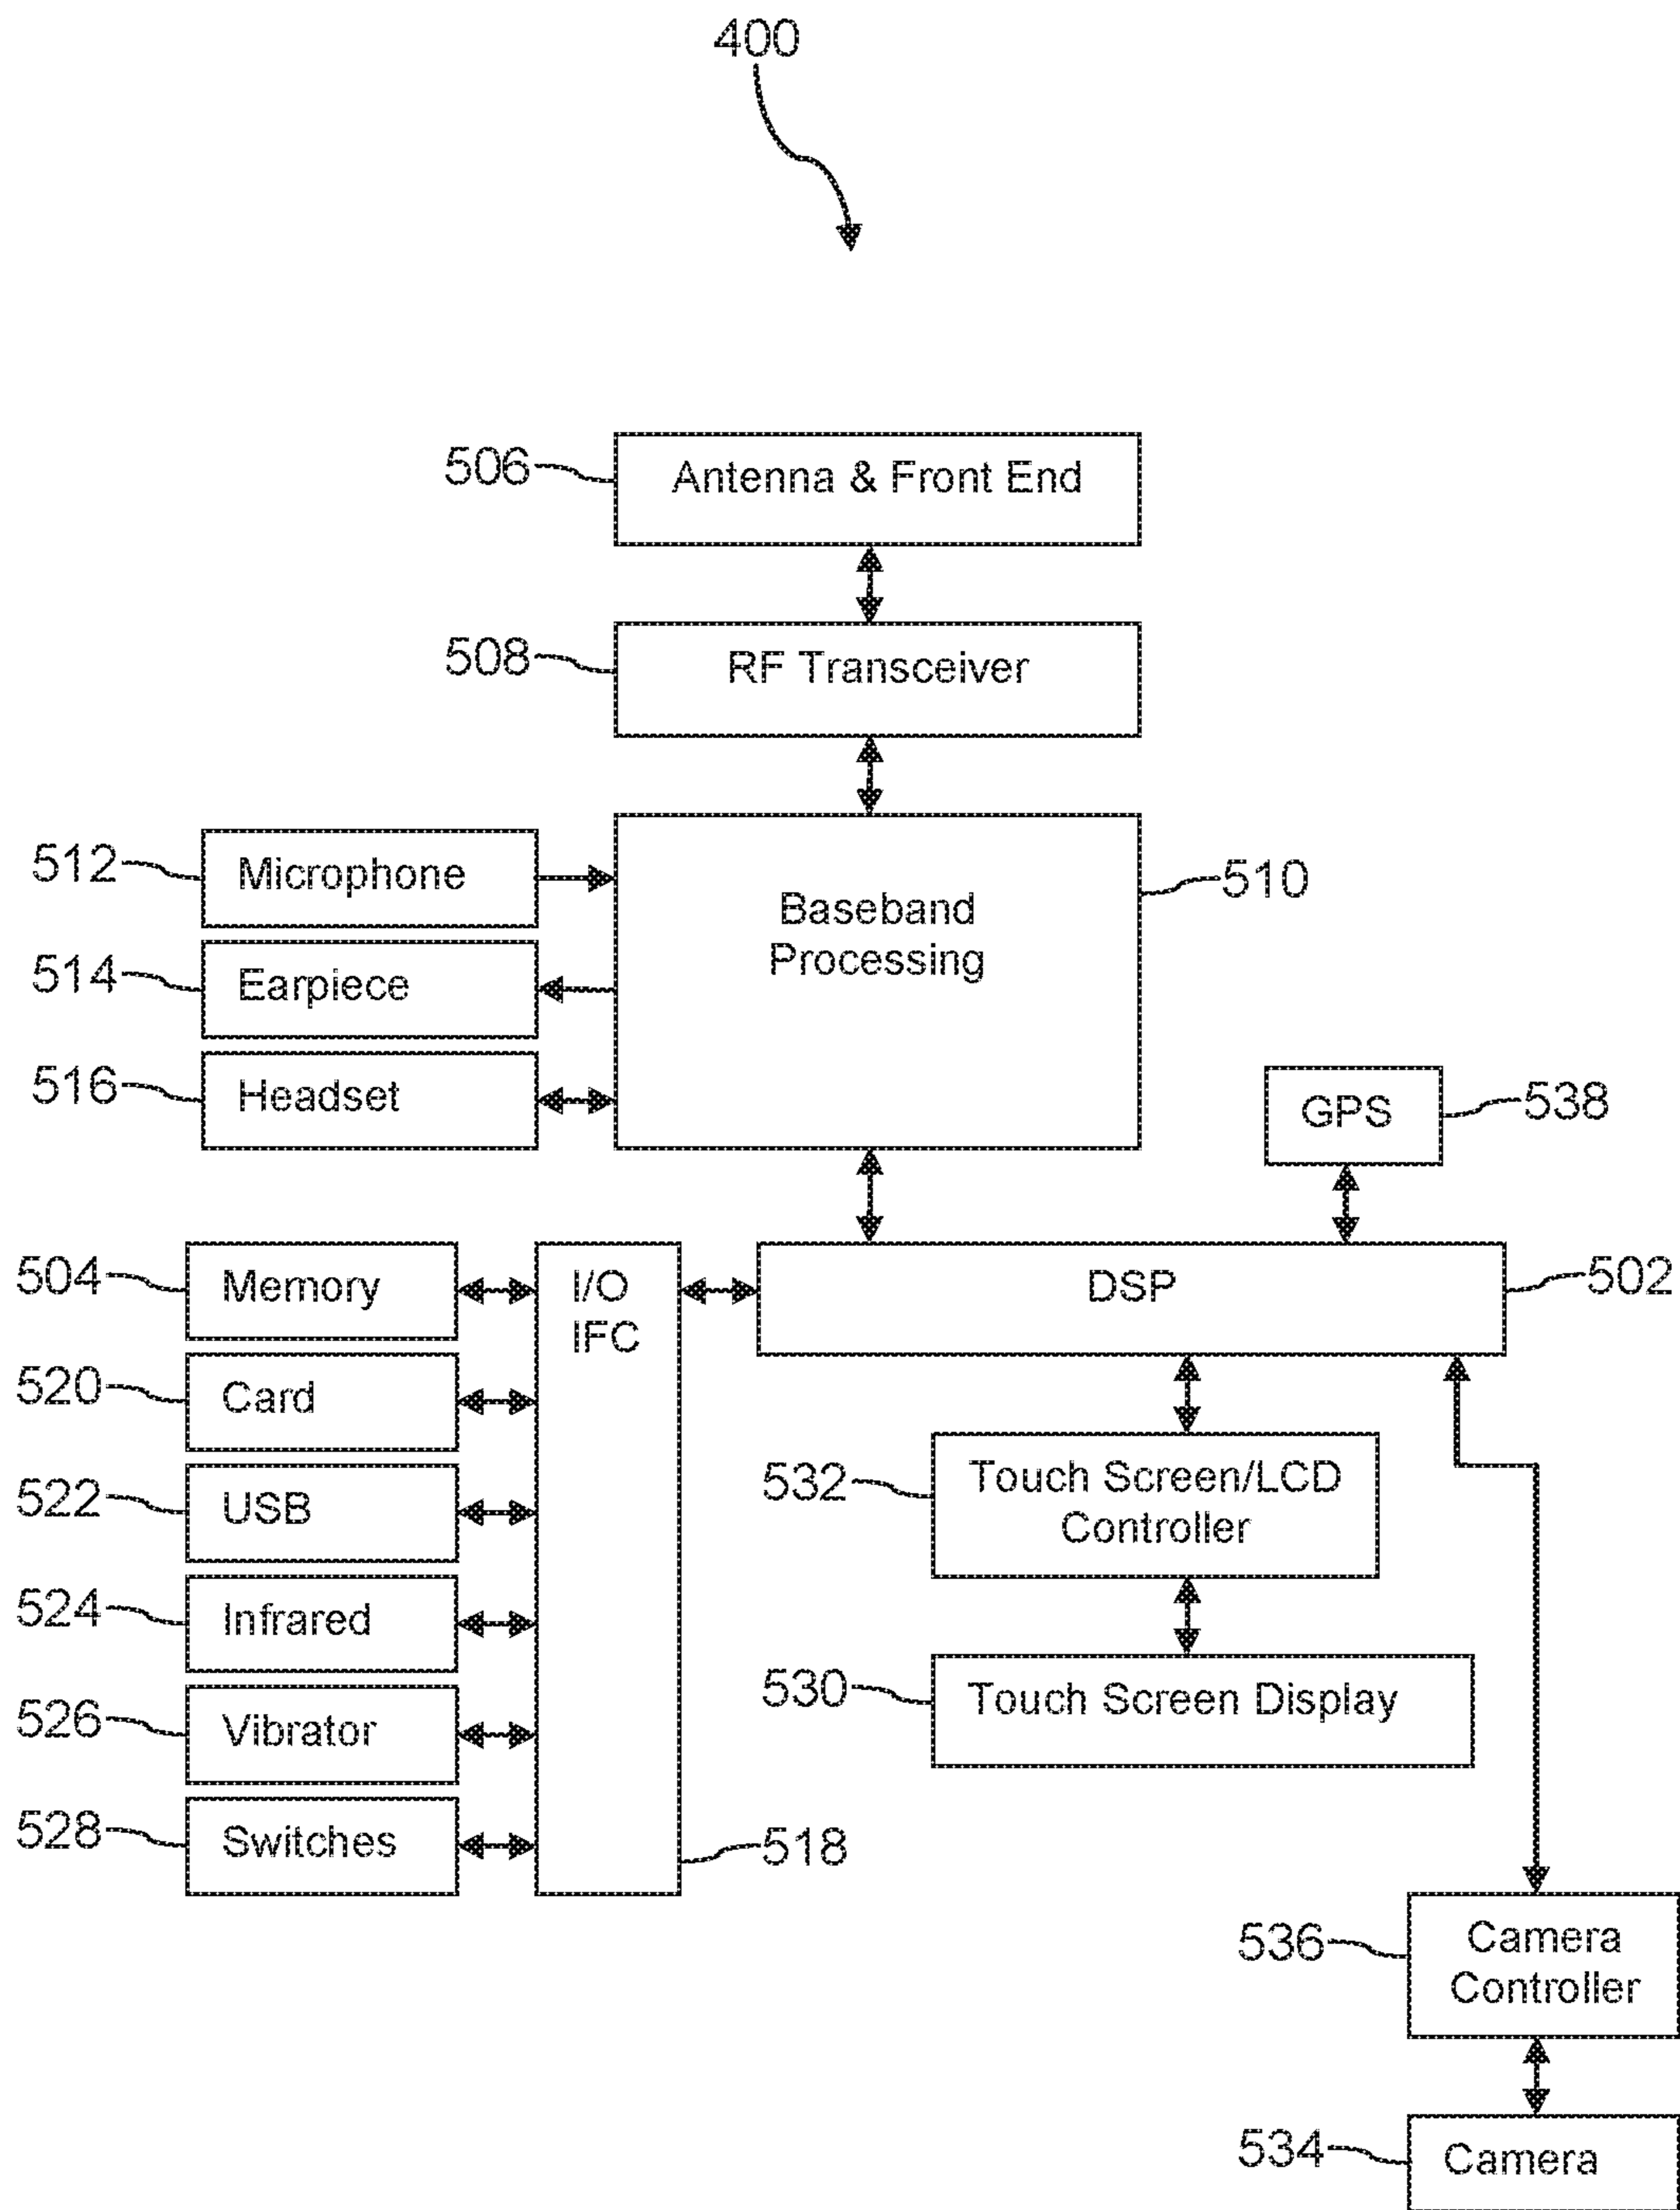 400
506 Antenna & Front End
508 RF Transceiver
512 Microphone
Baseband
Processing
510
514 Earpiece
516 Headset
GPS 538
504 Memory
I/O
IFC
DSP 502
520 Card
522 USB
532 Touch Screen/LCD
Controller
524 Infrared
530 Touch Screen Display
526 Vibrator
528 Switches
518
536 Camera
Controller
534 Camera